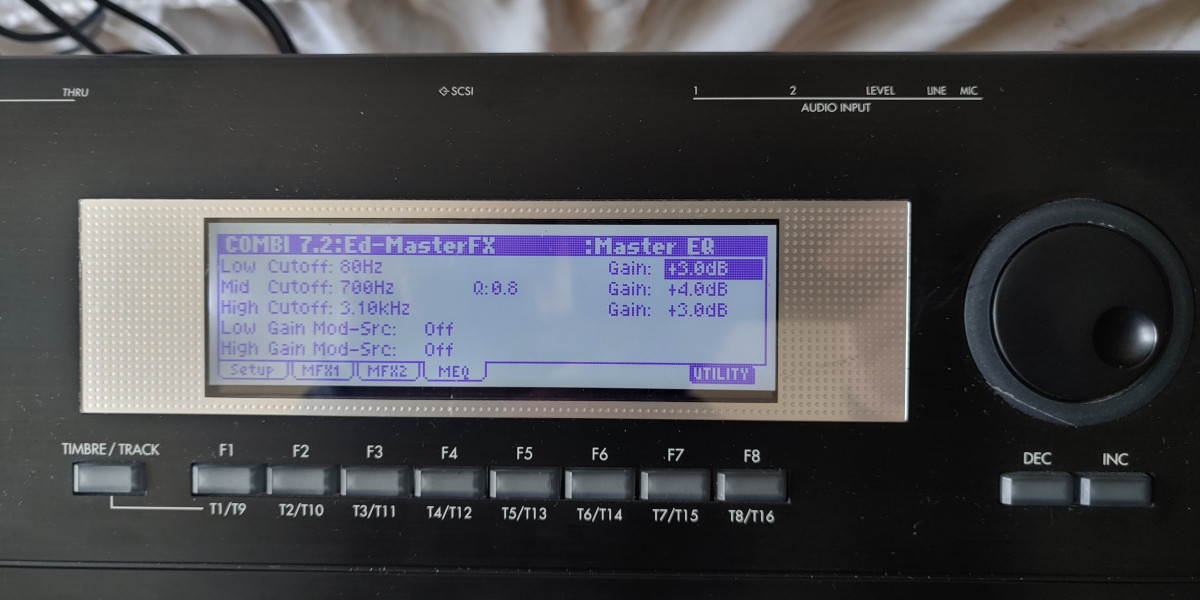 THRU
SCSI
1 2 LEVEL LINE MIC
AUDIO INPUT
COMBI 7.2:Ed-MasterFX :Master EQ
Low Cutoff: 80Hz Gain: +3.0dB
Mid Cutoff: 700Hz Q:0.8 Gain: +4.0dB
High Cutoff: 3.10kHz Gain: +3.0dB
Low Gain Mod-Src: Off
High Gain Mod-Src: Off
Setup MFX1 MFX2 MEQ UTILITY
TIMBRE / TRACK F1 F2 F3 F4 F5 F6 F7 F8 DEC INC
T1/T9 T2/T10 T3/T11 T4/T12 T5/T13 T6/T14 T7/T15 T8/T16